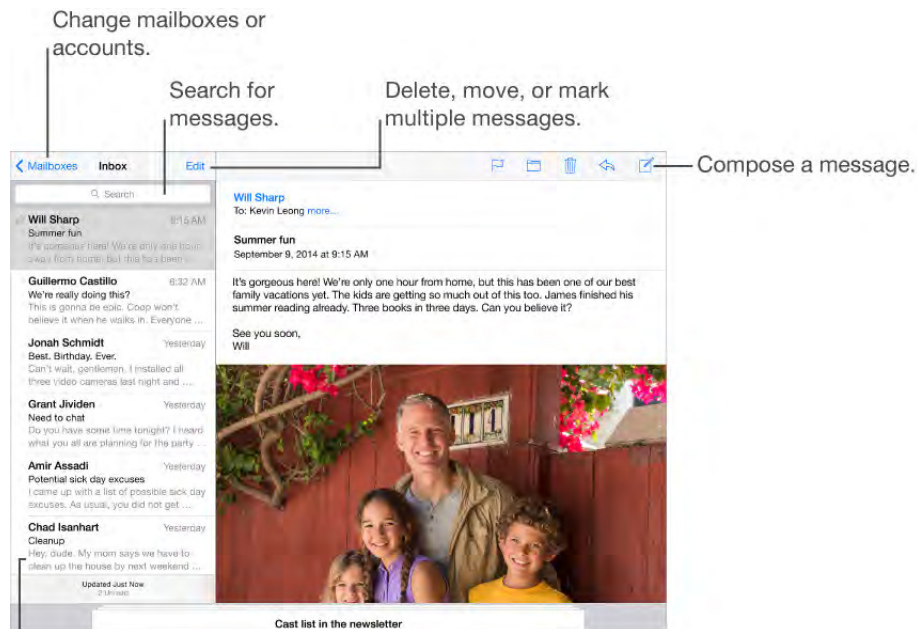 Change mailboxes or
accounts.
Search for
messages.
Delete, move, or mark
multiple messages.
Compose a message.
Mailboxes Inbox Edit
Search
Will Sharp 9:15 AM
Summer fun
It's gorgeous here! We're only one hour
away from home, but this has been
Guillermo Castillo 6:32 AM
We're really doing this?
This is gonna be epic. Coop won't
believe it when he walks in. Everyone ...
Jonah Schmidt Yesterday
Best. Birthday. Ever.
Can't wait, gentlemen. I installed all
three video cameras last night and ...
Grant Jividen Yesterday
Need to chat
Do you have some time tonight? I heard
what you all are planning for the party ...
Amir Assadi Yesterday
Potential sick day excuses
I came up with a list of possible sick day
excuses. As usual, you did not get ...
Chad Isanhart Yesterday
Cleanup
Hey, dude. My mom says we have to
clean up the house by next weekend ...
Updated Just Now
2 Unread
Will Sharp
To: Kevin Leong more...
Summer fun
September 9, 2014 at 9:15 AM
It's gorgeous here! We're only one hour from home, but this has been one of our best
family vacations yet. The kids are getting so much out of this too. James finished his
summer reading already. Three books in three days. Can you believe it?
See you soon,
Will
Cast list in the newsletter